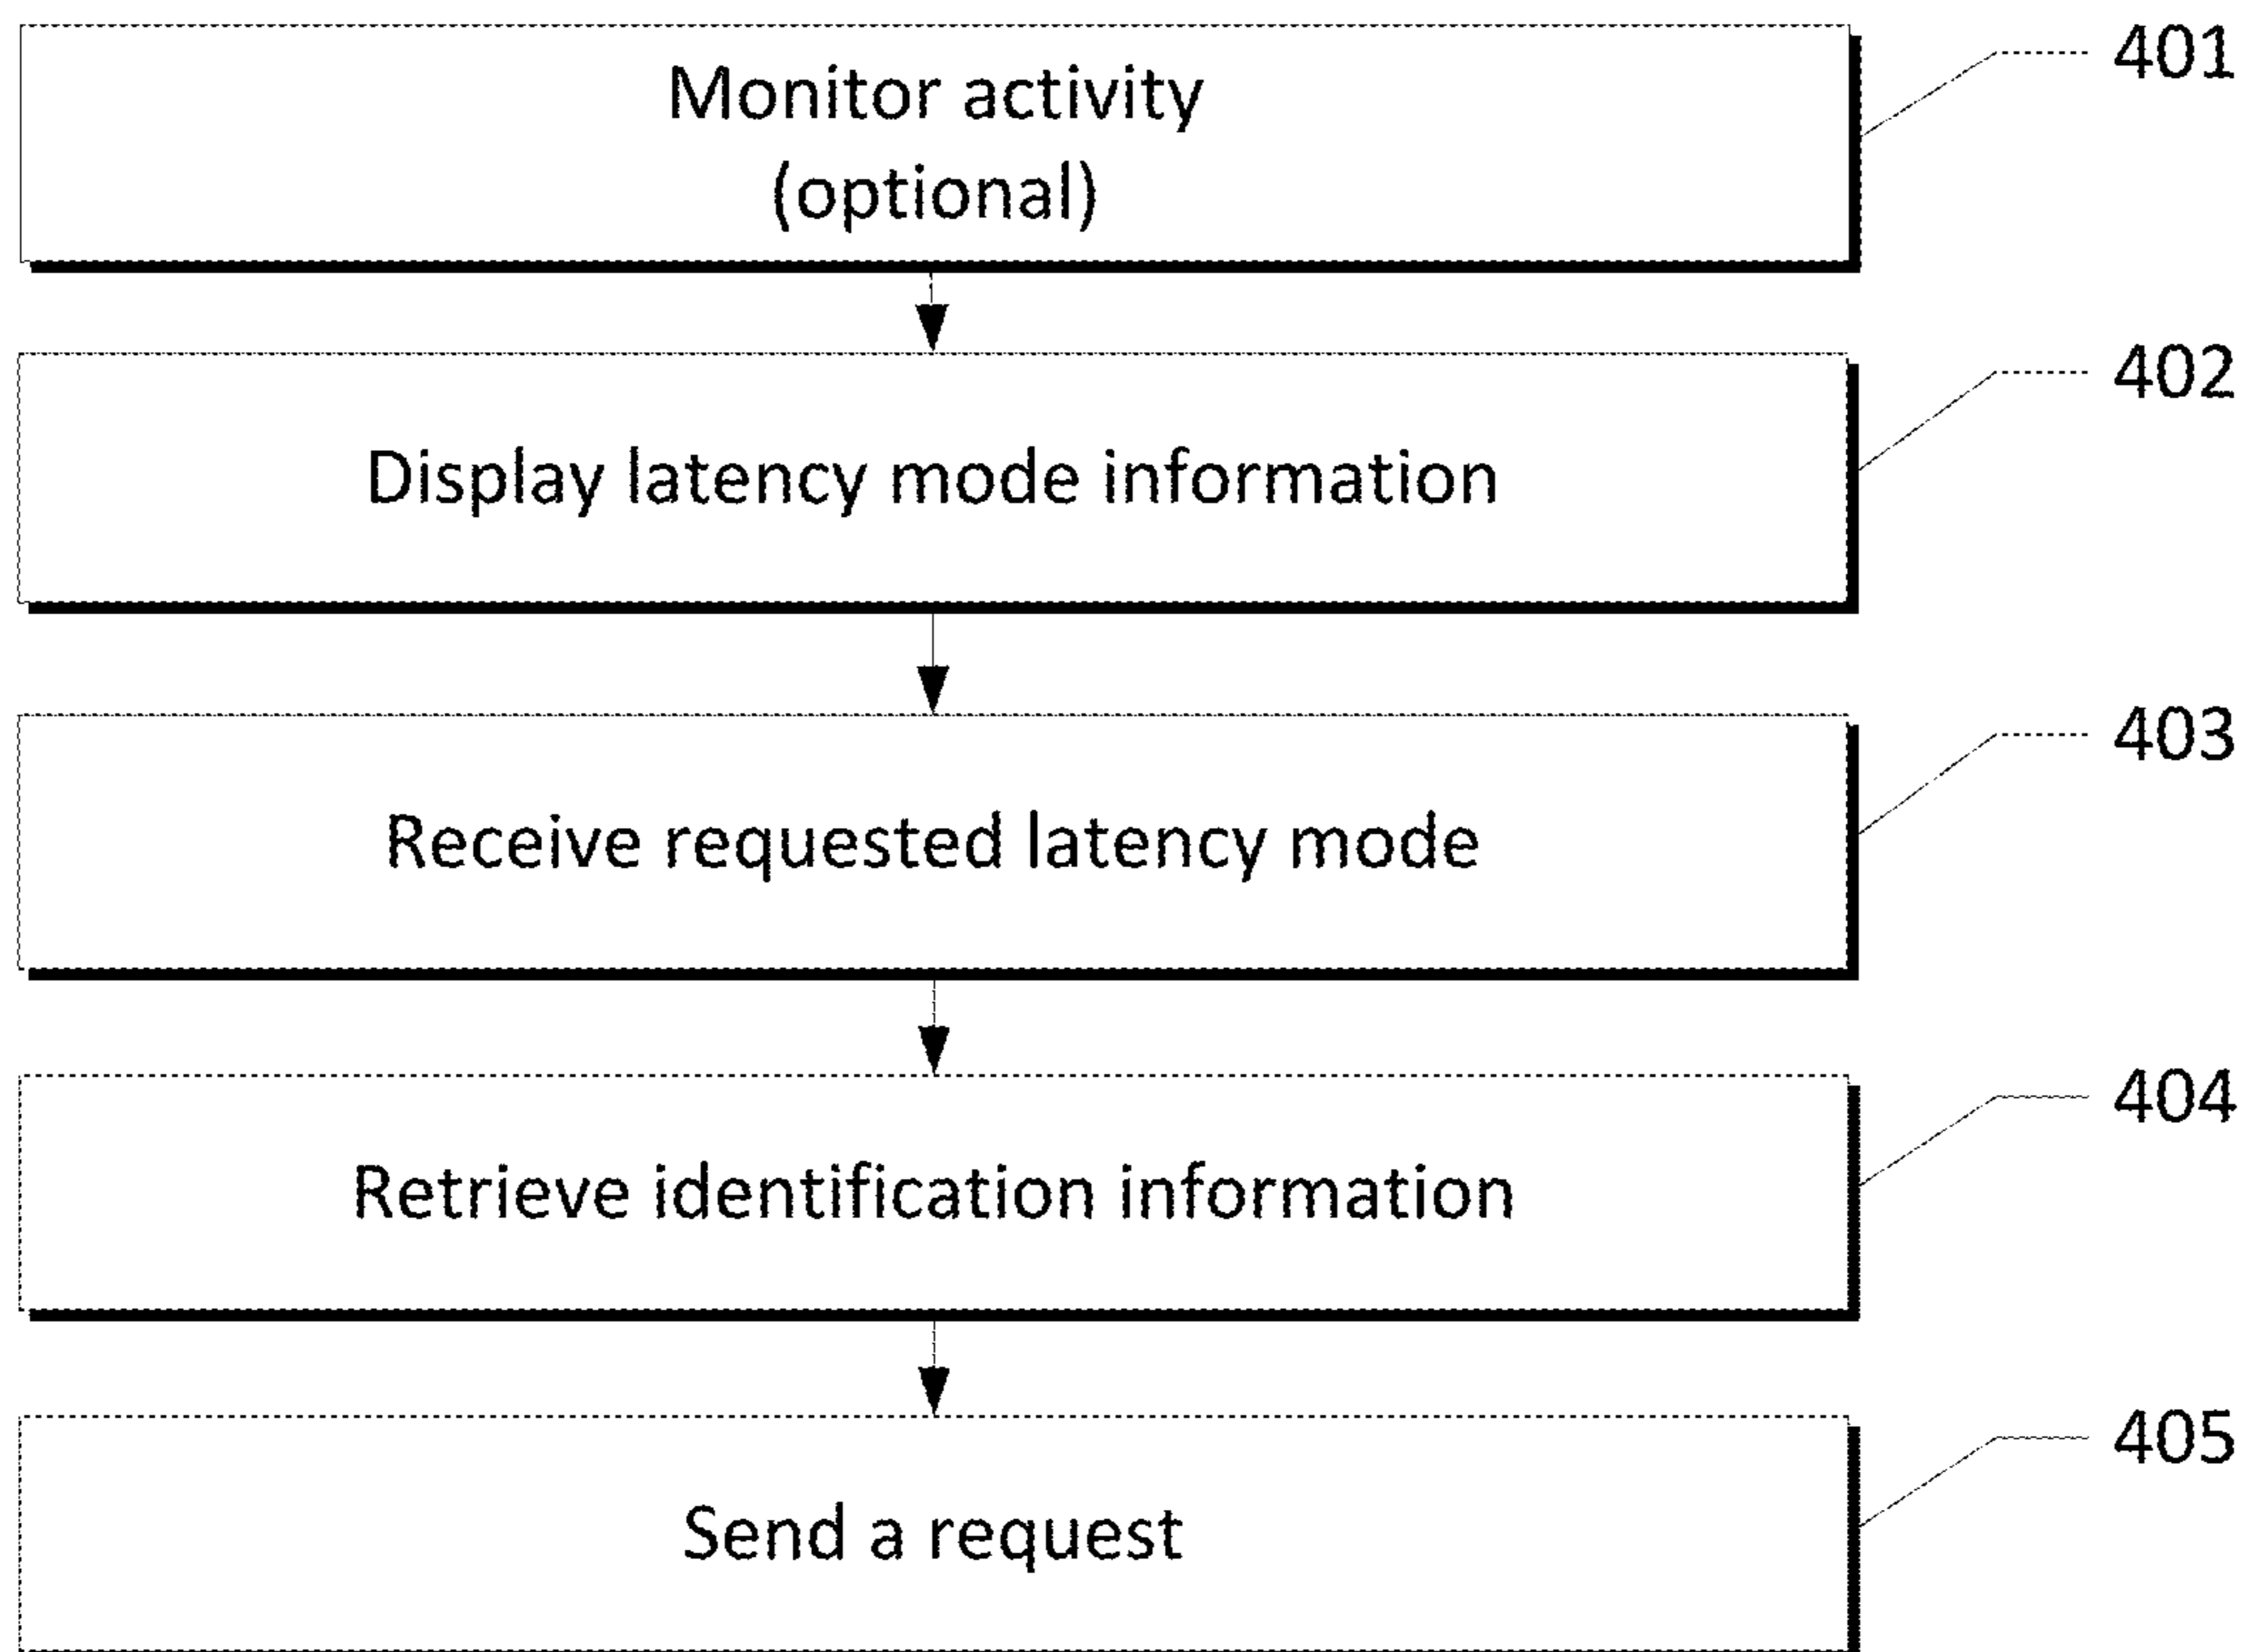 Monitor activity
(optional)
401
Display latency mode information
402
Receive requested latency mode
403
Retrieve identification information
404
Send a request
405